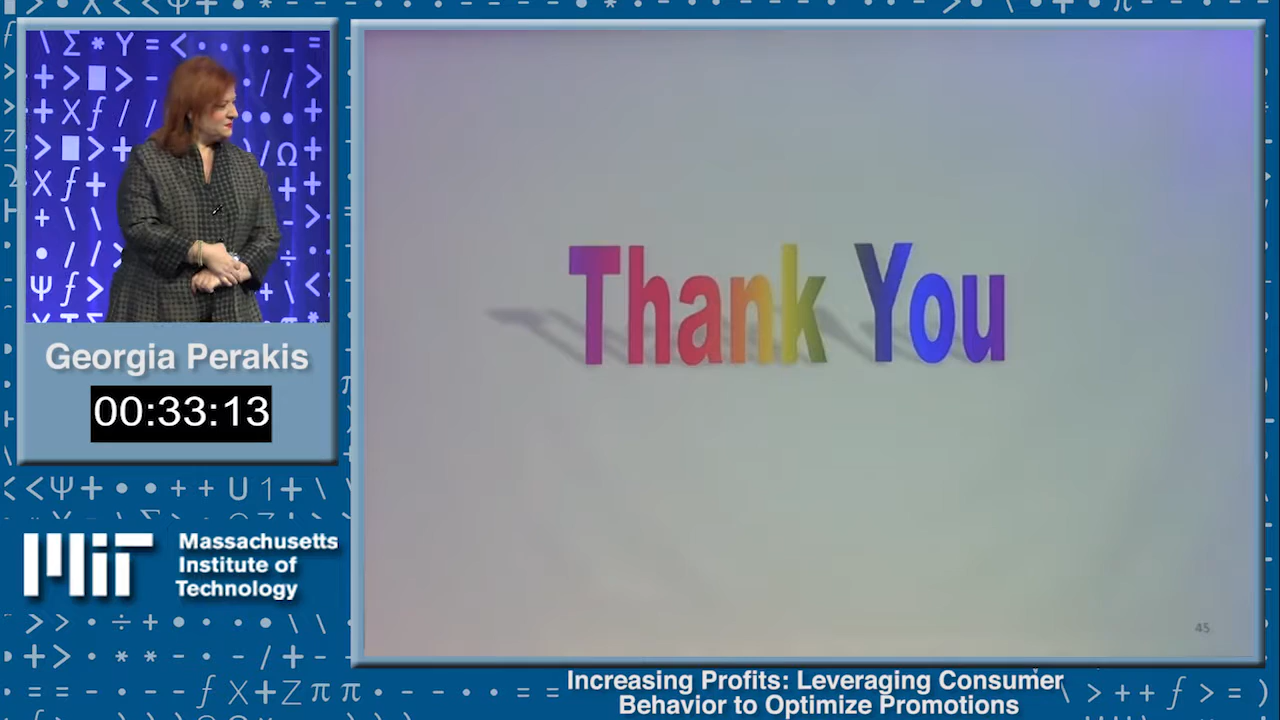 Georgia Perakis
00:33:13
MIT
Massachusetts
Institute of
Technology
Thank You
45
Increasing Profits: Leveraging Consumer
Behavior to Optimize Promotions